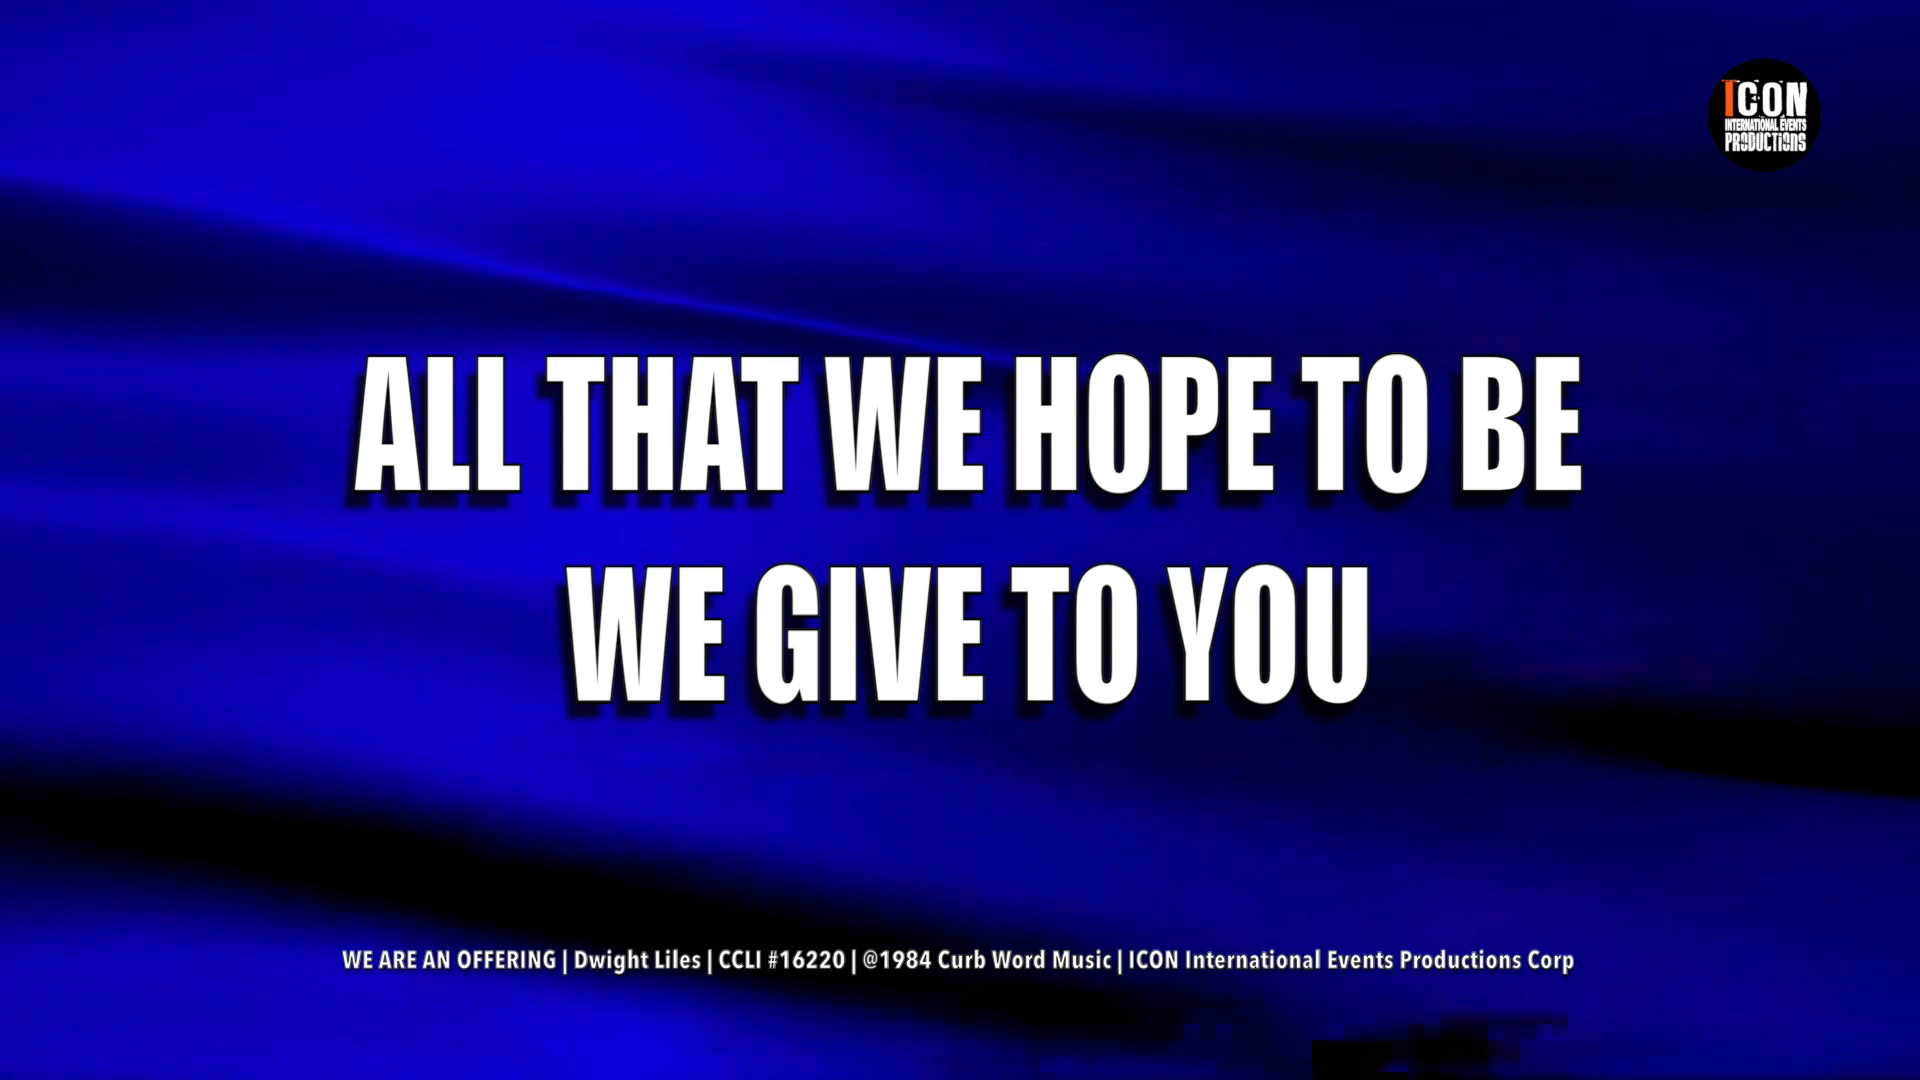 ICON
INTERNATIONAL EVENTS
PRODUCTIONS
ALL THAT WE HOPE TO BE
WE GIVE TO YOU
WE ARE AN OFFERING | Dwight Liles | CCLI #16220 | @1984 Curb Word Music | ICON International Events Productions Corp